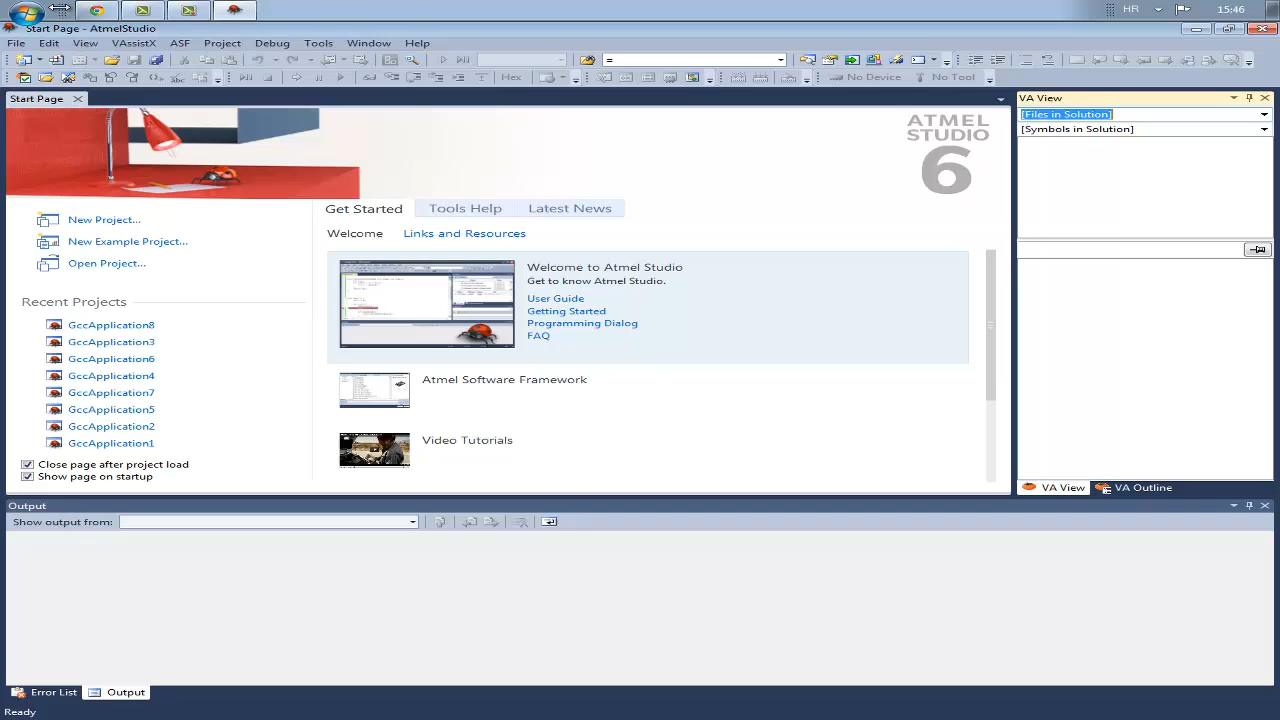 HR
15:46
Start Page - AtmelStudio
File Edit View VAssistX ASF Project Debug Tools Window Help
=
Hex
No Device
No Tool
Start Page
ATMEL
STUDIO
6
New Project...
New Example Project...
Open Project...
Recent Projects
GccApplication8
GccApplication3
GccApplication6
GccApplication4
GccApplication7
GccApplication5
GccApplication2
GccApplication1
Close page after project load
Show page on startup
Get Started
Tools Help
Latest News
Welcome
Links and Resources
Welcome to Atmel Studio
Get to know Atmel Studio.
User Guide
Getting Started
Programming Dialog
FAQ
Atmel Software Framework
Video Tutorials
VA View
[Files in Solution]
[Symbols in Solution]
VA View
VA Outline
Output
Show output from:
Error List
Output
Ready